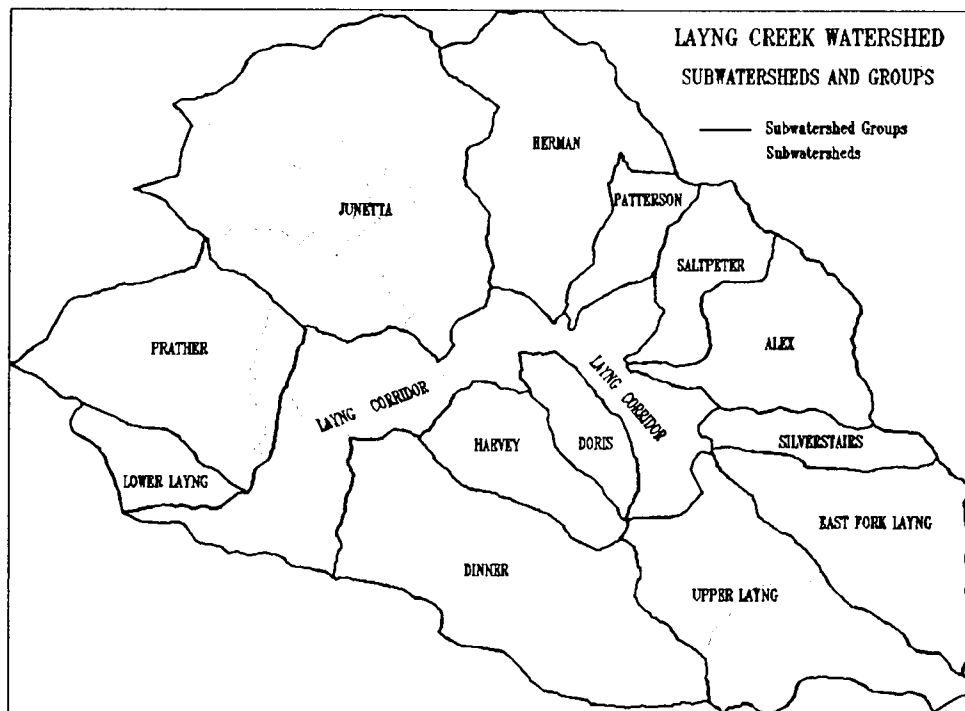 LAYNG CREEK WATERSHED
SUBWATERSHEDS AND GROUPS
Subwatershed Groups
Subwatersheds
HERMAN
JUNETTA
PATTERSON
SALTPETER
PRATHER
ALEX
LAYNG CORRIDOR
LAYNG CORRIDOR
HARVEY
DORIS
SILVERSTAIRS
LOWER LAYNG
EAST FORK LAYNG
DINNER
UPPER LAYNG